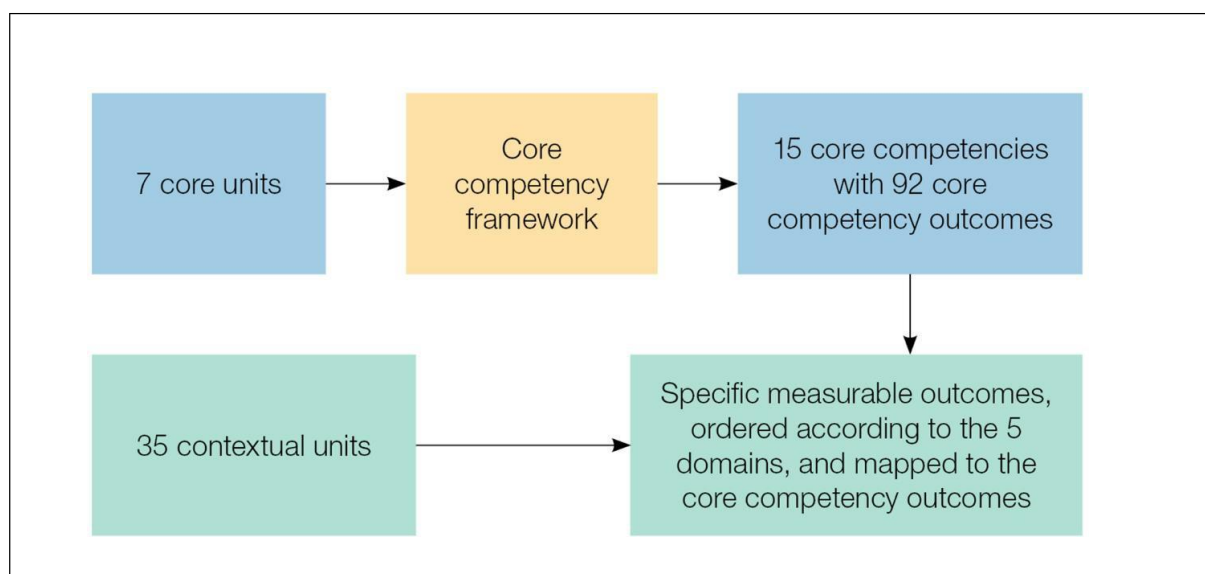 7 core units
Core
competency
framework
15 core competencies
with 92 core
competency outcomes
35 contextual units
Specific measurable outcomes,
ordered according to the 5
domains, and mapped to the
core competency outcomes